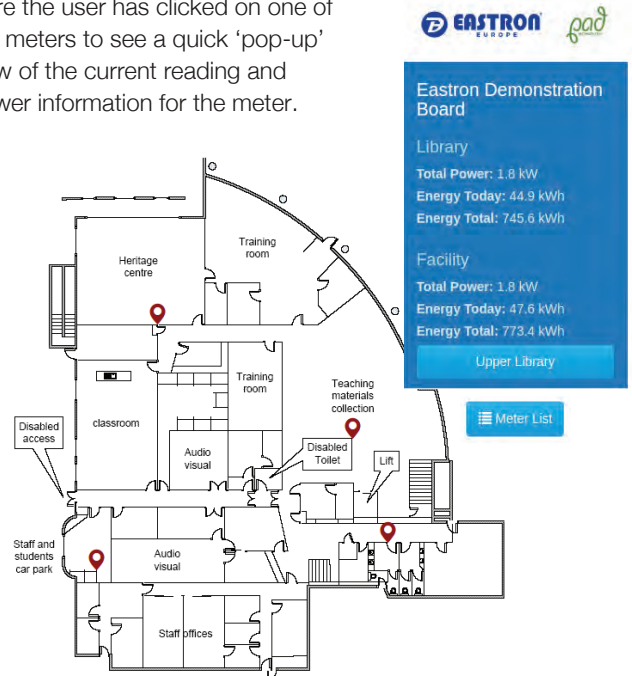 re the user has clicked on one of
meters to see a quick ‘pop-up’
w of the current reading and
wer information for the meter.
EASTRON
EUROPE
pad
Eastron Demonstration
Board
Library
Total Power: 1.8 kW
Energy Today: 44.9 kWh
Energy Total: 745.6 kWh
Facility
Total Power: 1.8 kW
Energy Today: 47.6 kWh
Energy Total: 773.4 kWh
Upper Library
Meter List
Heritage
centre
Training
room
Training
room
Teaching
materials
collection
classroom
Disabled
access
Audio
visual
Disabled
Toilet
Lift
Staff and
students
car park
Audio
visual
Staff offices